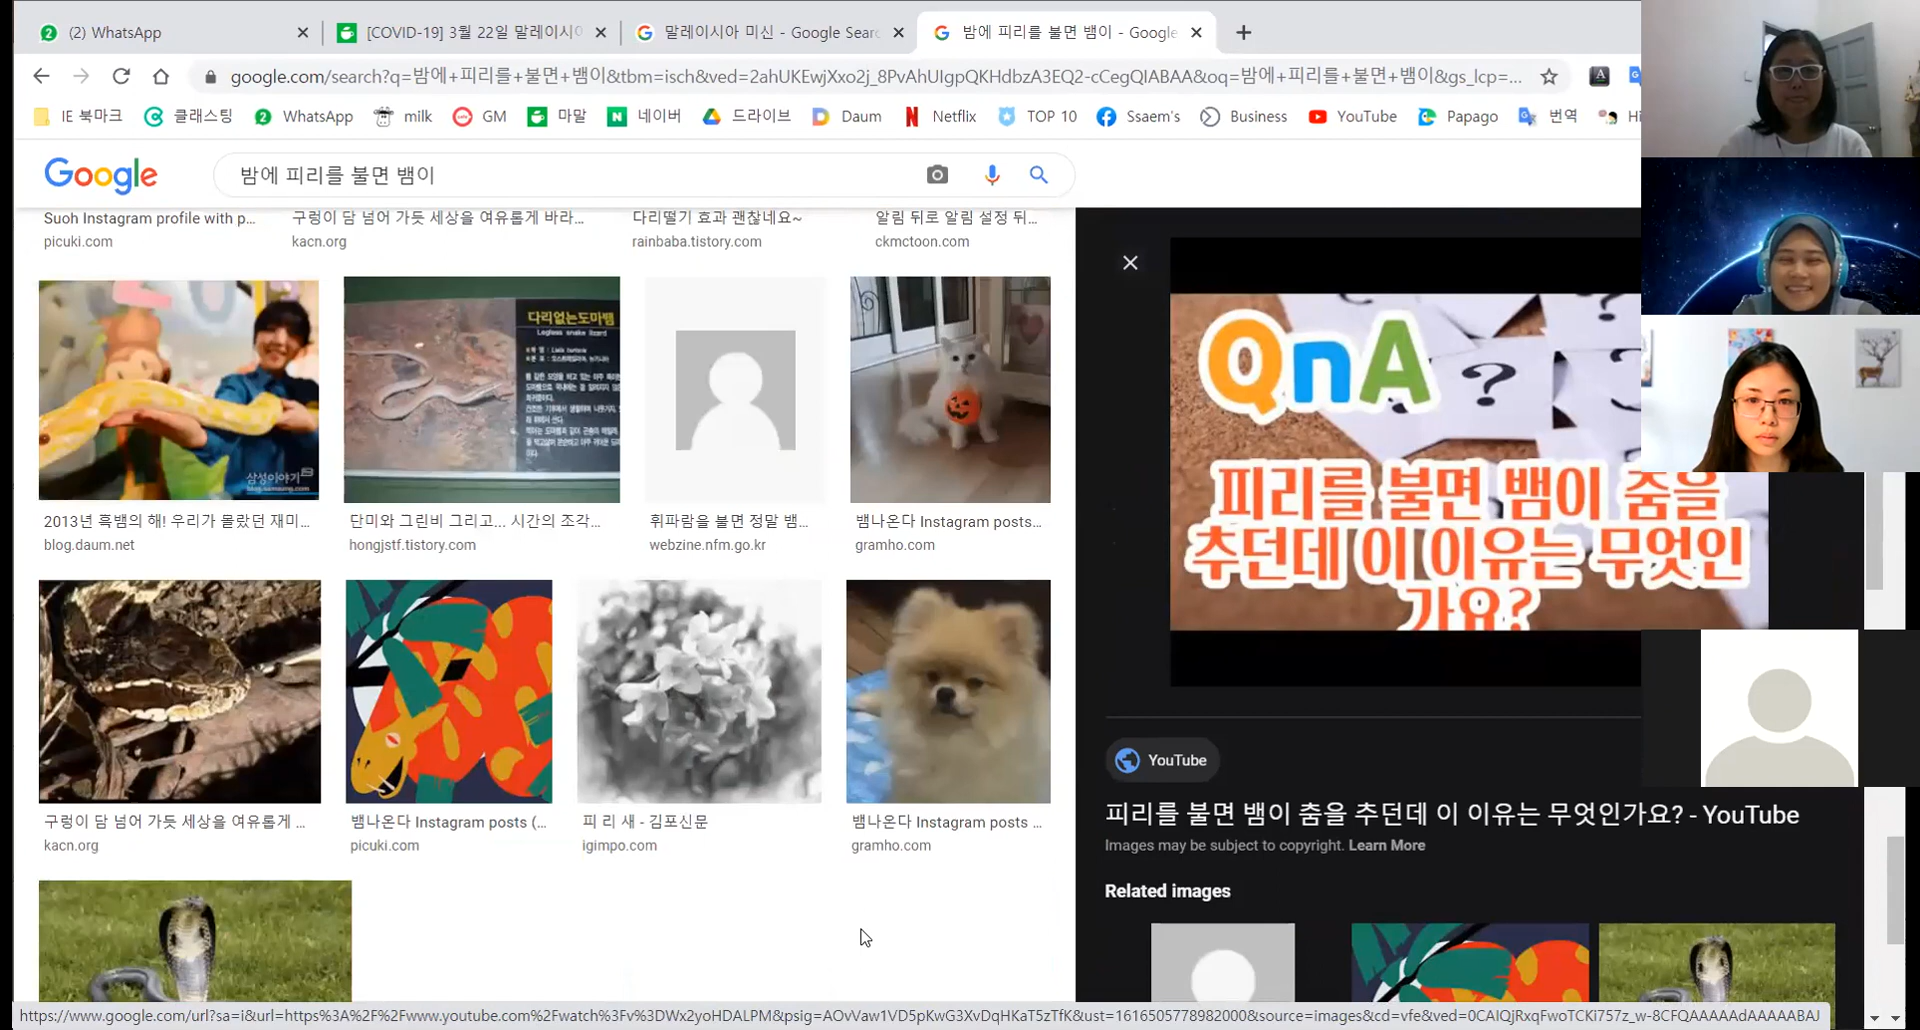 (2) WhatsApp
[COVID-19] 3월 22일 말레이시아
말레이시아 미신 - Google Sear
밤에 피리를 불면 뱀이 - Google
google.com/search?q=밤에+피리를+불면+뱀이&tbm=isch&ved=2ahUKEwjXxo2j_8PvAhUIgpQKHdbzA3EQ2-cCegQIABAA&oq=밤에+피리를+불면+뱀이&gs_lcp=...
IE 북마크
클래스팅
WhatsApp
milk
GM
마말
네이버
드라이브
Daum
Netflix
TOP 10
Ssaem's
Business
YouTube
Papago
번역
Hi
Google
밤에 피리를 불면 뱀이
Suoh Instagram profile with p...
picuki.com
구렁이 담 넘어 가듯 세상을 여유롭게 바라...
kacn.org
다리떨기 효과 괜찮네요~
rainbaba.tistory.com
알림 뒤로 알림 설정 뒤...
ckmctoon.com
삼성이야기
blog.samsung.com
다리없는도마뱀
Legless snake lizard
2013년 흑뱀의 해! 우리가 몰랐던 재미...
blog.daum.net
단미와 그린비 그리고... 시간의 조각...
hongjstf.tistory.com
휘파람을 불면 정말 뱀...
webzine.nfm.go.kr
뱀나온다 Instagram posts...
gramho.com
구렁이 담 넘어 가듯 세상을 여유롭게 ...
kacn.org
뱀나온다 Instagram posts (...
picuki.com
피 리 새 - 김포신문
igimpo.com
뱀나온다 Instagram posts ...
gramho.com
QnA
피리를 불면 뱀이 춤을
추던데 이 이유는 무엇인
가요?
YouTube
피리를 불면 뱀이 춤을 추던데 이 이유는 무엇인가요? - YouTube
Images may be subject to copyright. Learn More
Related images
https://www.google.com/url?sa=i&url=https%3A%2F%2Fwww.youtube.com%2Fwatch%3Fv%3DWx2yoHDALPM&psig=AOvVaw1VD5pKwG3XvDqHKaT5zTfK&ust=1616505778982000&source=images&cd=vfe&ved=0CAIQjRxqFwoTCKi757z_w-8CFQAAAAAdAAAAABAJ